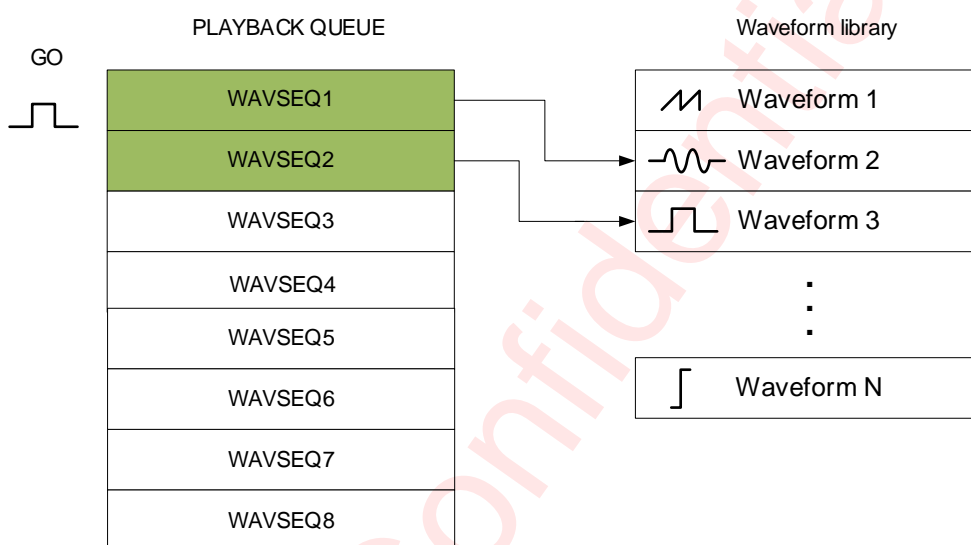 PLAYBACK QUEUE
Waveform library
GO
WAVSEQ1
WAVSEQ2
WAVSEQ3
WAVSEQ4
WAVSEQ5
WAVSEQ6
WAVSEQ7
WAVSEQ8
Waveform 1
Waveform 2
Waveform 3
Waveform N
Confidential